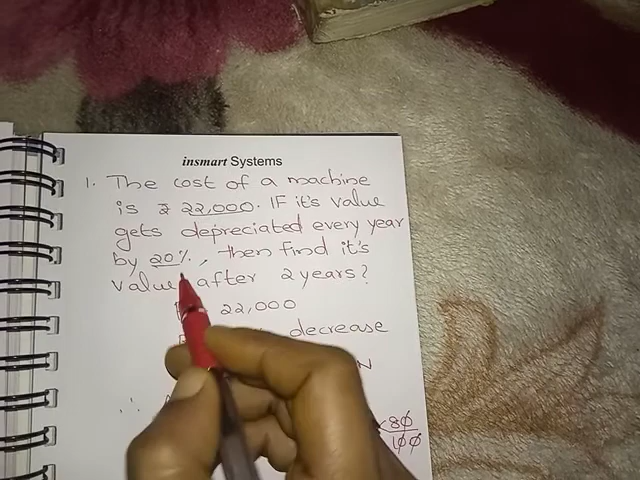 insmart Systems
1. The cost of a machine
is ₹ 22,000. IF it's value
gets depreciated every year
by 20%, then find it's
value after 2 years?
22,000
decrease
N
∴
80
100